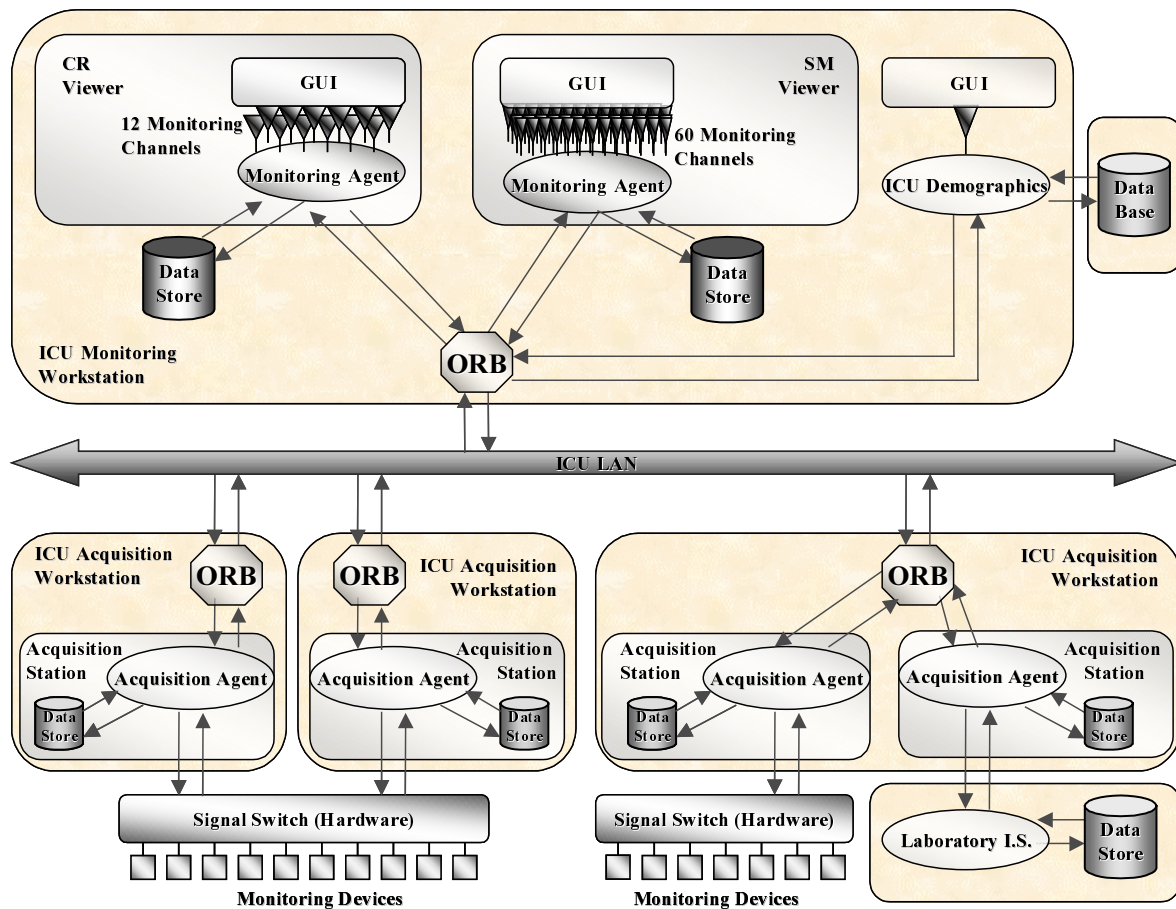 CR
Viewer
GUI
12 Monitoring
Channels
Monitoring Agent
GUI
SM
Viewer
60 Monitoring
Channels
Monitoring Agent
GUI
ICU Demographics
Data
Base
Data
Store
Data
Store
ORB
ICU Monitoring
Workstation
ICU LAN
ICU Acquisition
Workstation
ORB
Acquisition
Station
Acquisition Agent
Data
Store
ORB
ICU Acquisition
Workstation
Acquisition
Station
Acquisition Agent
Data
Store
ORB
ICU Acquisition
Workstation
Acquisition
Station
Acquisition Agent
Data
Store
Acquisition
Station
Acquisition Agent
Data
Store
Signal Switch (Hardware)
Monitoring Devices
Signal Switch (Hardware)
Monitoring Devices
Laboratory I.S.
Data
Store